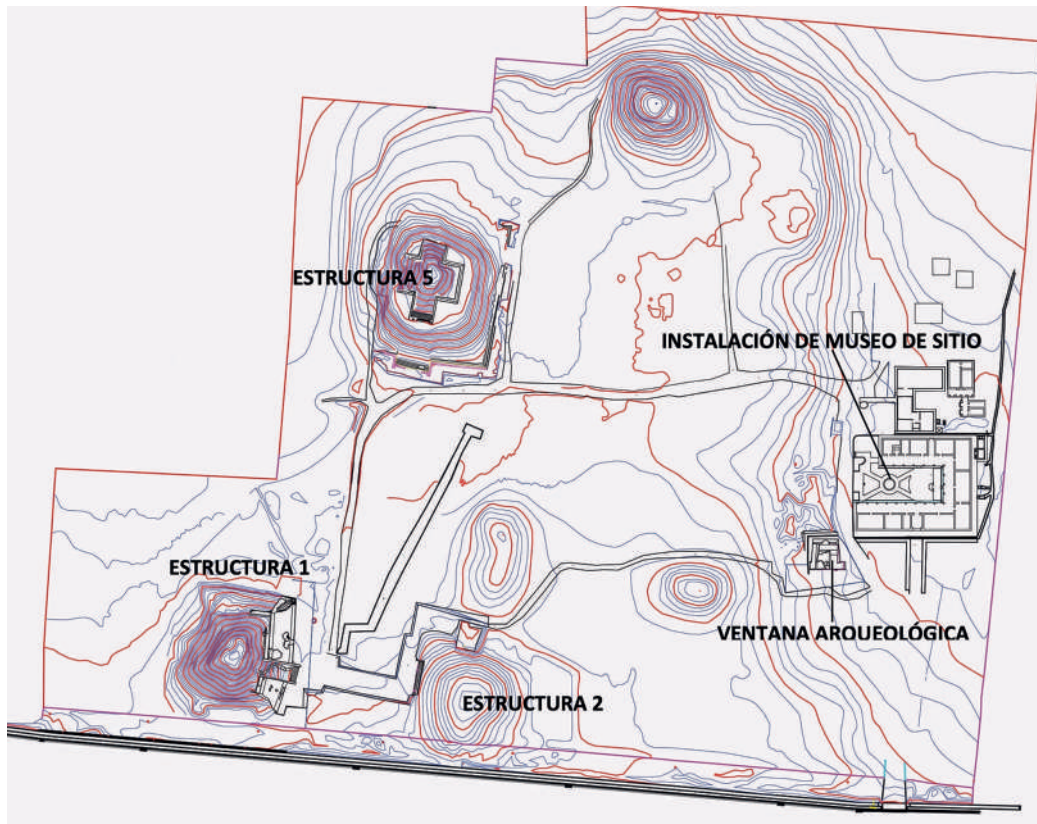 ESTRUCTURA 5
INSTALACIÓN DE MUSEO DE SITIO
ESTRUCTURA 1
VENTANA ARQUEOLÓGICA
ESTRUCTURA 2